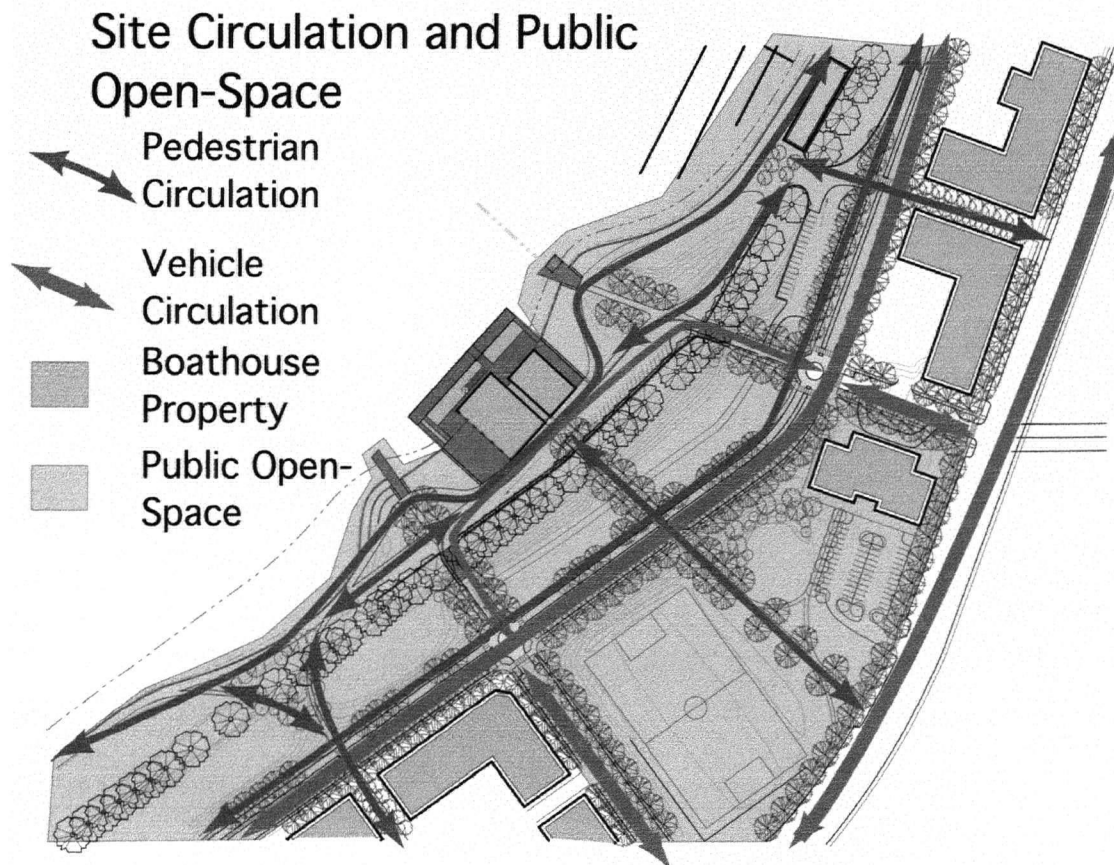 Site Circulation and Public
Open-Space
Pedestrian
Circulation
Vehicle
Circulation
Boathouse
Property
Public Open-
Space